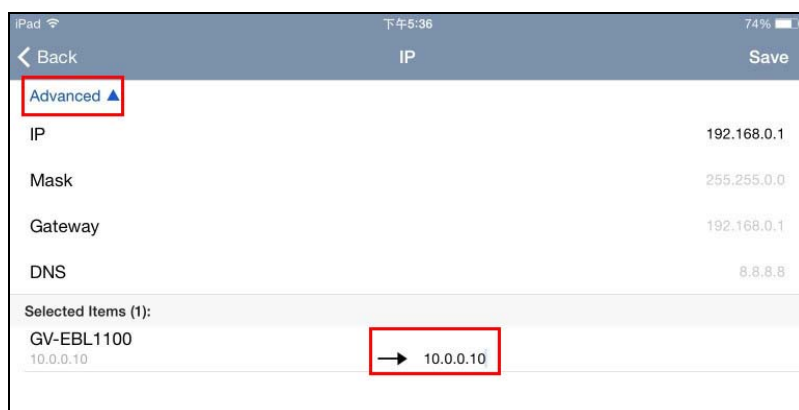 iPad 下午5:36 74%
Back IP Save
Advanced ▲
IP 192.168.0.1
Mask 255.255.0.0
Gateway 192.168.0.1
DNS 8.8.8.8
Selected Items (1):
GV-EBL1100
10.0.0.10 → 10.0.0.10